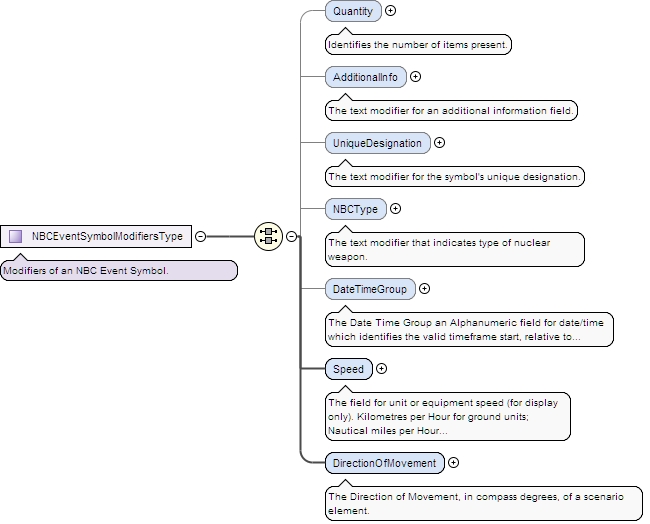 Quantity
Identifies the number of items present.
AdditionalInfo
The text modifier for an additional information field.
UniqueDesignation
The text modifier for the symbol's unique designation.
NBCType
The text modifier that indicates type of nuclear
weapon.
NBCEventSymbolModifiersType
Modifiers of an NBC Event Symbol.
DateTimeGroup
The Date Time Group an Alphanumeric field for date/time
which identifies the valid timeframe start, relative to...
Speed
The field for unit or equipment speed (for display
only). Kilometres per Hour for ground units;
Nautical miles per Hour...
DirectionOfMovement
The Direction of Movement, in compass degrees, of a scenario
element.